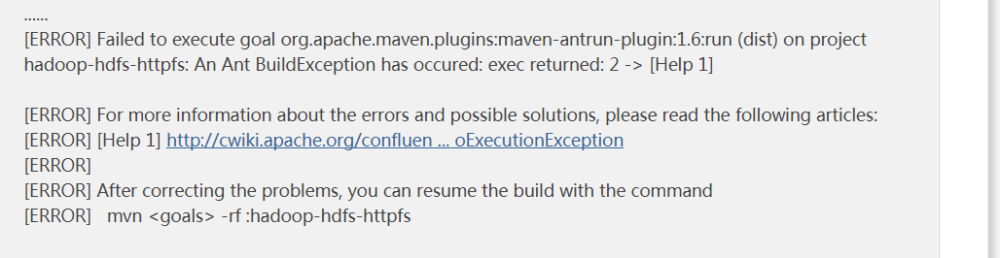 ......
[ERROR] Failed to execute goal org.apache.maven.plugins:maven-antrun-plugin:1.6:run (dist) on project
hadoop-hdfs-httpfs: An Ant BuildException has occured: exec returned: 2 -> [Help 1]
[ERROR] For more information about the errors and possible solutions, please read the following articles:
[ERROR] [Help 1] http://cwiki.apache.org/confluen ... oExecutionException
[ERROR]
[ERROR] After correcting the problems, you can resume the build with the command
[ERROR]   mvn <goals> -rf :hadoop-hdfs-httpfs